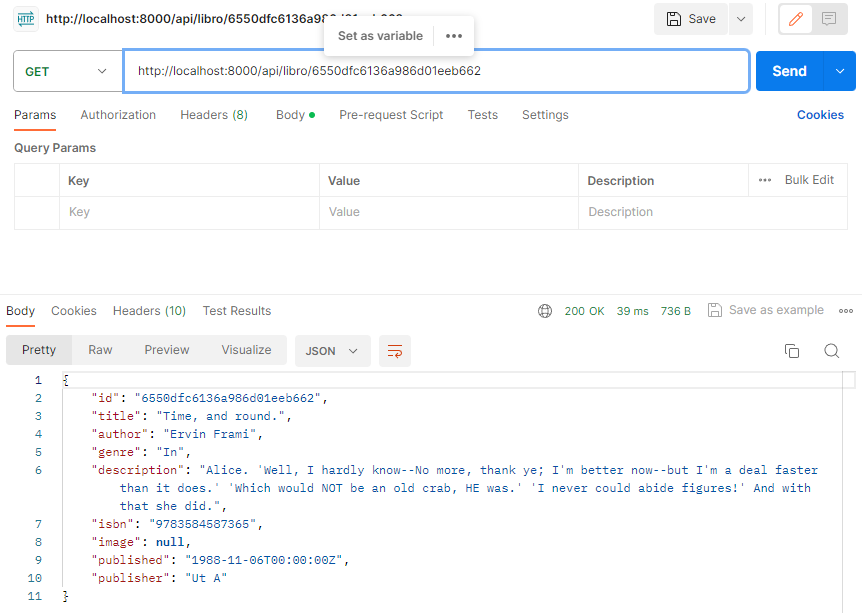 HTTP http://localhost:8000/api/libro/6550dfc6136a986d01eeb662 Save
Set as variable •••
GET http://localhost:8000/api/libro/6550dfc6136a986d01eeb662 Send
Params Authorization Headers (8) Body Pre-request Script Tests Settings Cookies
Query Params
Key Value Description ••• Bulk Edit
Key Value Description
Body Cookies Headers (10) Test Results 200 OK 39 ms 736 B Save as example
Pretty Raw Preview Visualize JSON
1 {
2 "id": "6550dfc6136a986d01eeb662",
3 "title": "Time, and round.",
4 "author": "Ervin Frami",
5 "genre": "In",
6 "description": "Alice. 'Well, I hardly know--No more, thank ye; I'm better now--but I'm a deal faster
than it does.' 'Which would NOT be an old crab, HE was.' 'I never could abide figures!' And with
that she did.",
7 "isbn": "9783584587365",
8 "image": null,
9 "published": "1988-11-06T00:00:00Z",
10 "publisher": "Ut A"
11 }